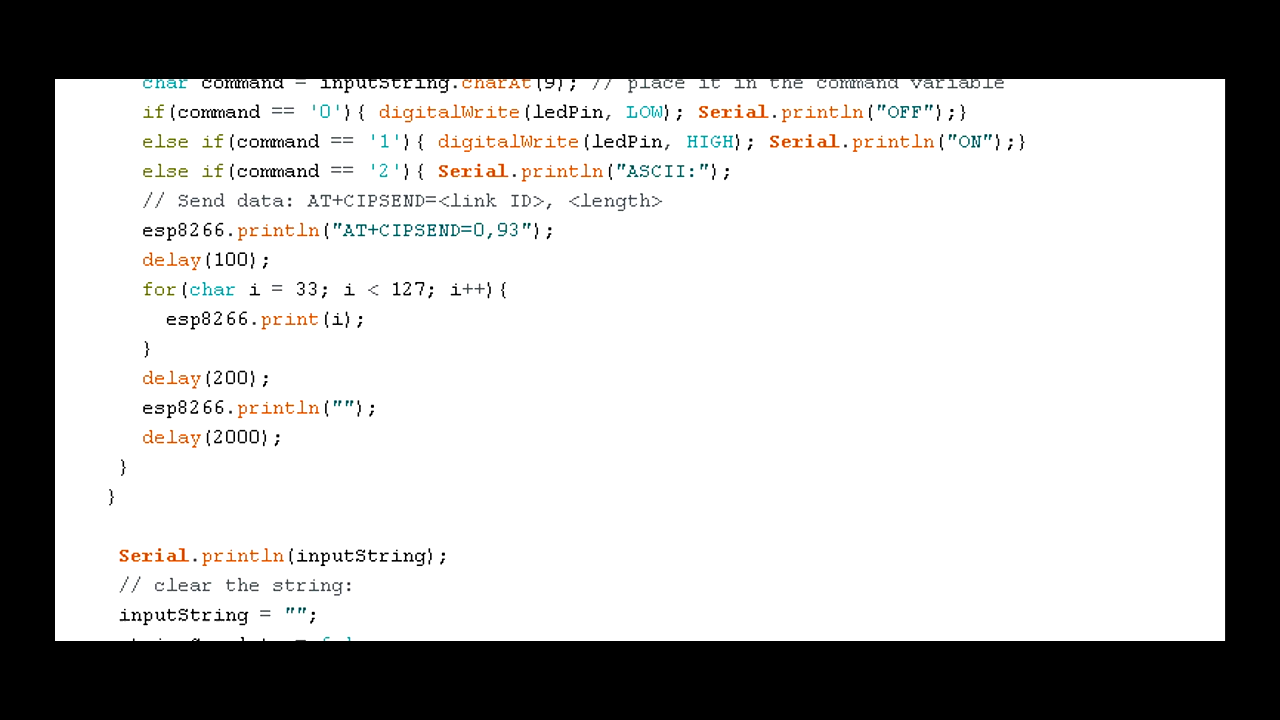 char command = inputString.charAt(9); // place it in the command variable
if(command == '0'){ digitalWrite(ledPin, LOW); Serial.println("OFF");}
else if(command == '1'){ digitalWrite(ledPin, HIGH); Serial.println("ON");}
else if(command == '2'){ Serial.println("ASCII:");
// Send data: AT+CIPSEND=<link ID>, <length>
esp8266.println("AT+CIPSEND=0,93");
delay(100);
for(char i = 33; i < 127; i++){
esp8266.print(i);
}
delay(200);
esp8266.println("");
delay(2000);
}
}
Serial.println(inputString);
// clear the string:
inputString = "";